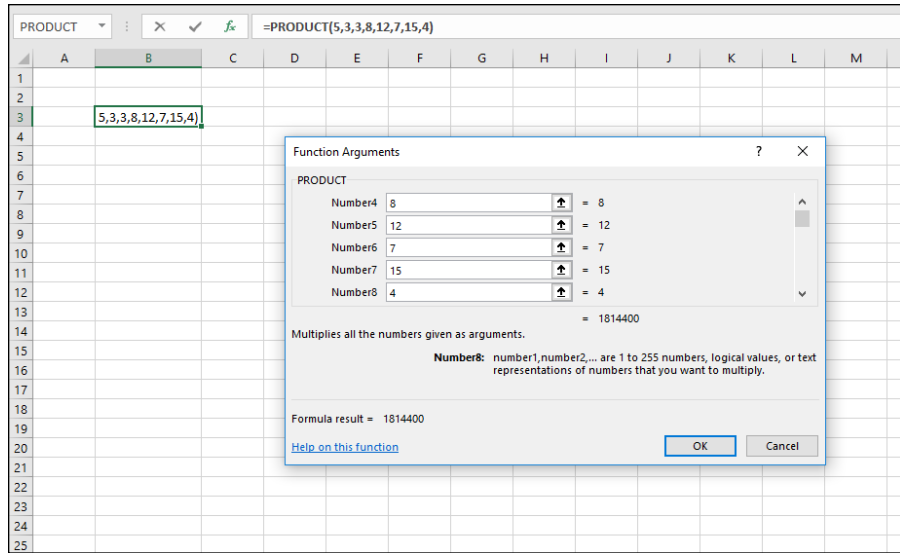 PRODUCT fx =PRODUCT(5,3,3,8,12,7,15,4)
A B C D E F G H I J K L M
1
2
3 5,3,3,8,12,7,15,4)
4
5 Function Arguments ? X
6 PRODUCT
7 Number4 8 = 8
8 Number5 12 = 12
9
10 Number6 7 = 7
11 Number7 15 = 15
12 Number8 4 = 4
13 = 1814400
14 Multiplies all the numbers given as arguments.
15 Number8: number1,number2,... are 1 to 255 numbers, logical values, or text
16 representations of numbers that you want to multiply.
17
18 Formula result = 1814400
19
20 Help on this function OK Cancel
21
22
23
24
25